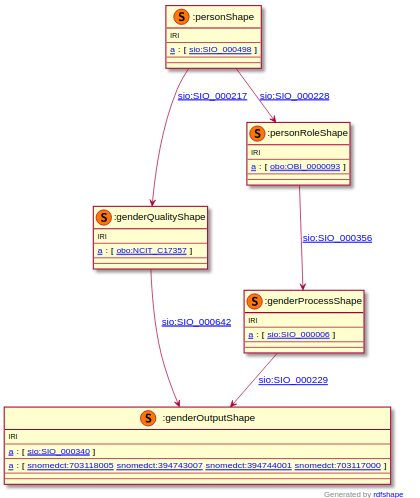 S :personShape
IRI
a : [ sio:SIO_000498 ]
sio:SIO_000217
sio:SIO_000228
S :personRoleShape
IRI
a : [ obo:OBI_0000093 ]
S :genderQualityShape
IRI
a : [ obo:NCIT_C17357 ]
sio:SIO_000356
S :genderProcessShape
IRI
a : [ sio:SIO_000006 ]
sio:SIO_000642
sio:SIO_000229
S :genderOutputShape
IRI
a : [ sio:SIO_000340 ]
a : [ snomedct:703118005 snomedct:394743007 snomedct:394744001 snomedct:703117000 ]
Generated by rdfshape